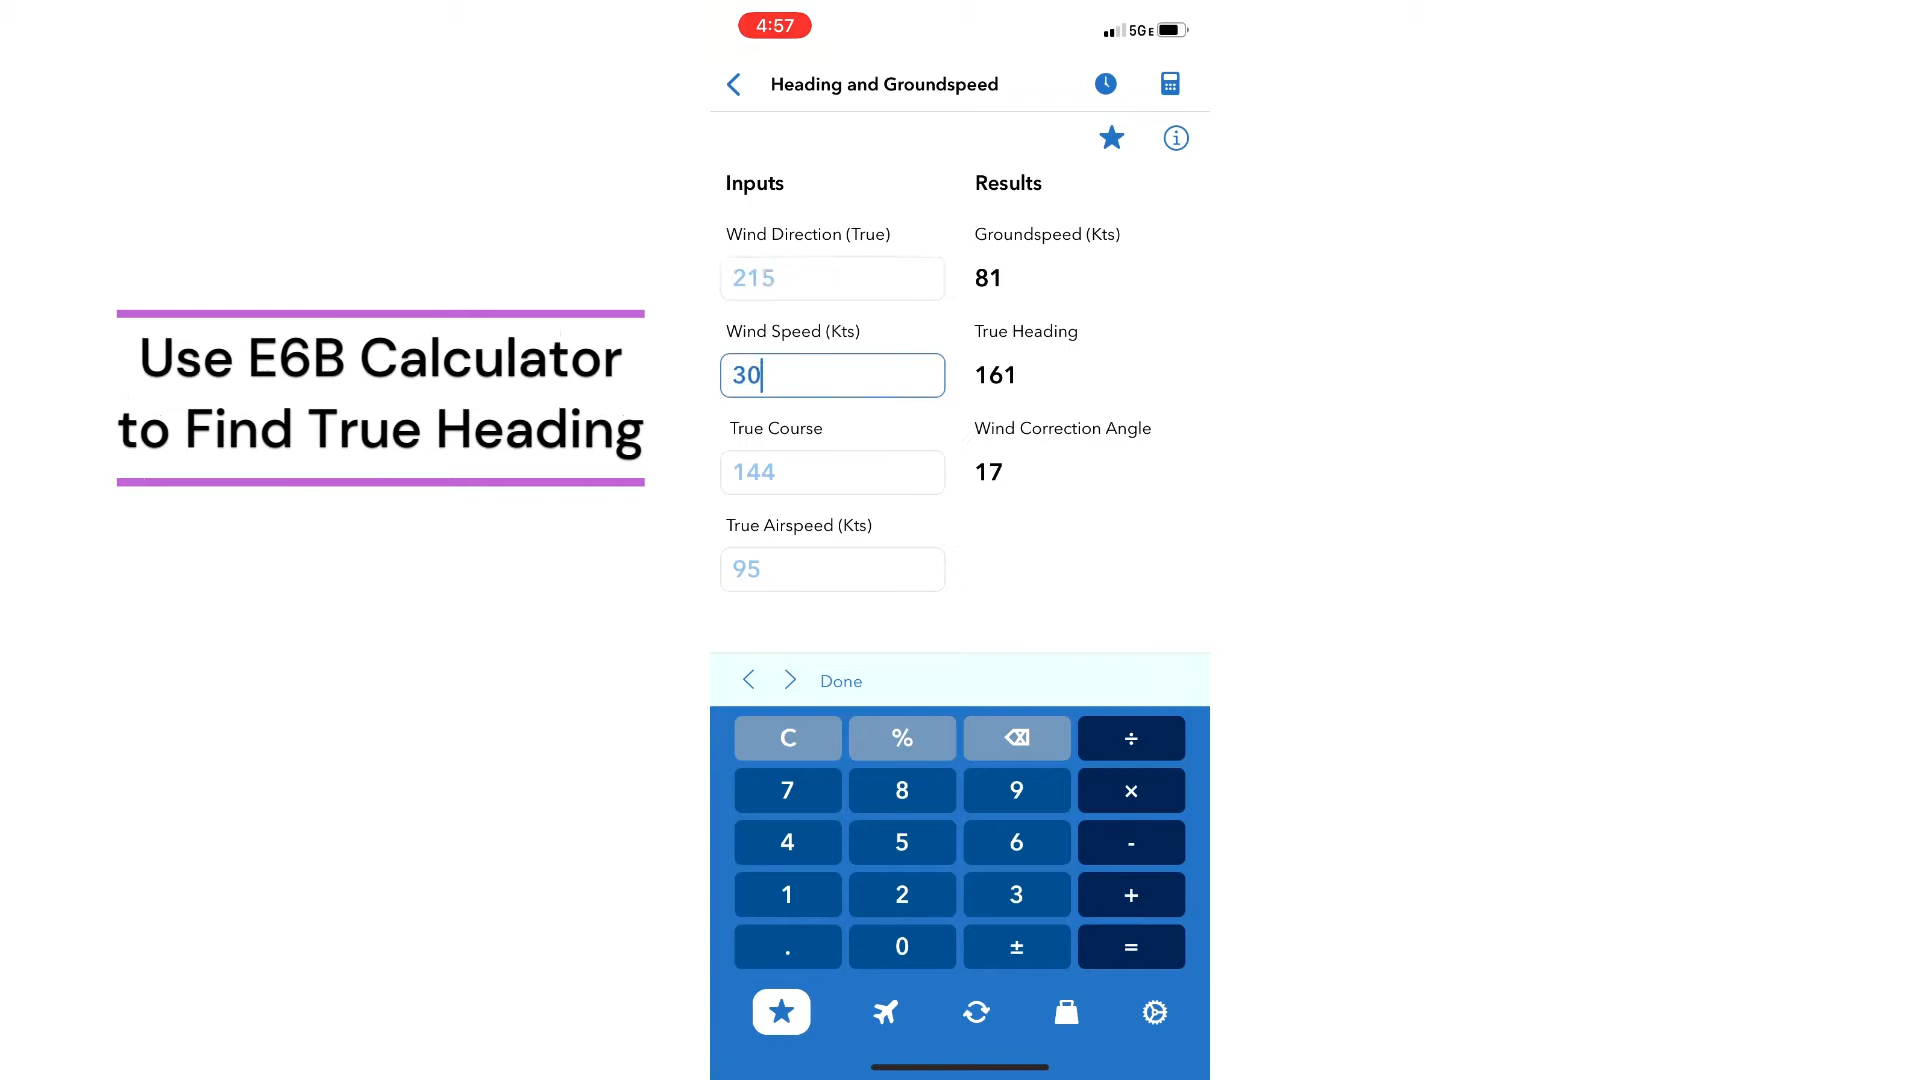 4:57
5GE
Heading and Groundspeed
Inputs
Results
Wind Direction (True)
Groundspeed (Kts)
215
81
Use E6B Calculator
to Find True Heading
Wind Speed (Kts)
True Heading
30
161
True Course
Wind Correction Angle
144
17
True Airspeed (Kts)
95
Done
C % ÷
7 8 9 ×
4 5 6 -
1 2 3 +
. 0 ± =